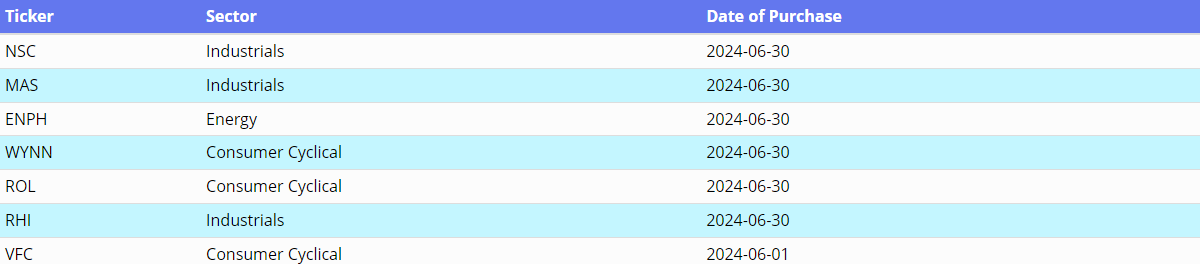 Ticker Sector Date of Purchase
NSC Industrials 2024-06-30
MAS Industrials 2024-06-30
ENPH Energy 2024-06-30
WYNN Consumer Cyclical 2024-06-30
ROL Consumer Cyclical 2024-06-30
RHI Industrials 2024-06-30
VFC Consumer Cyclical 2024-06-01